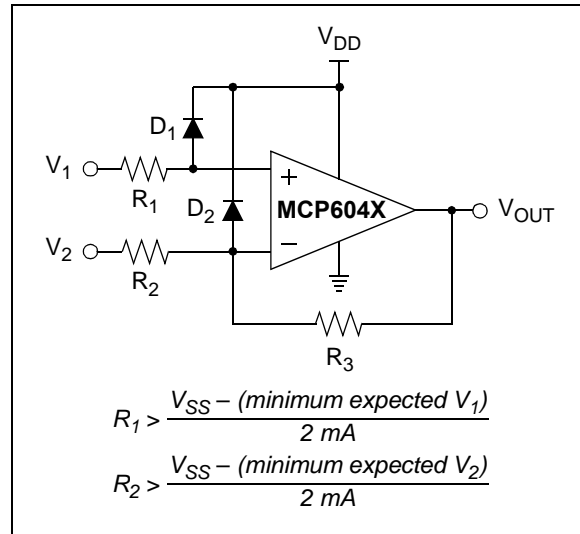 V_DD
D_1
V_1
R_1
+
MCP604X
V_OUT
D_2
V_2
R_2
−
R_3
R_1 > V_SS – (minimum expected V_1) / 2 mA
R_2 > V_SS – (minimum expected V_2) / 2 mA